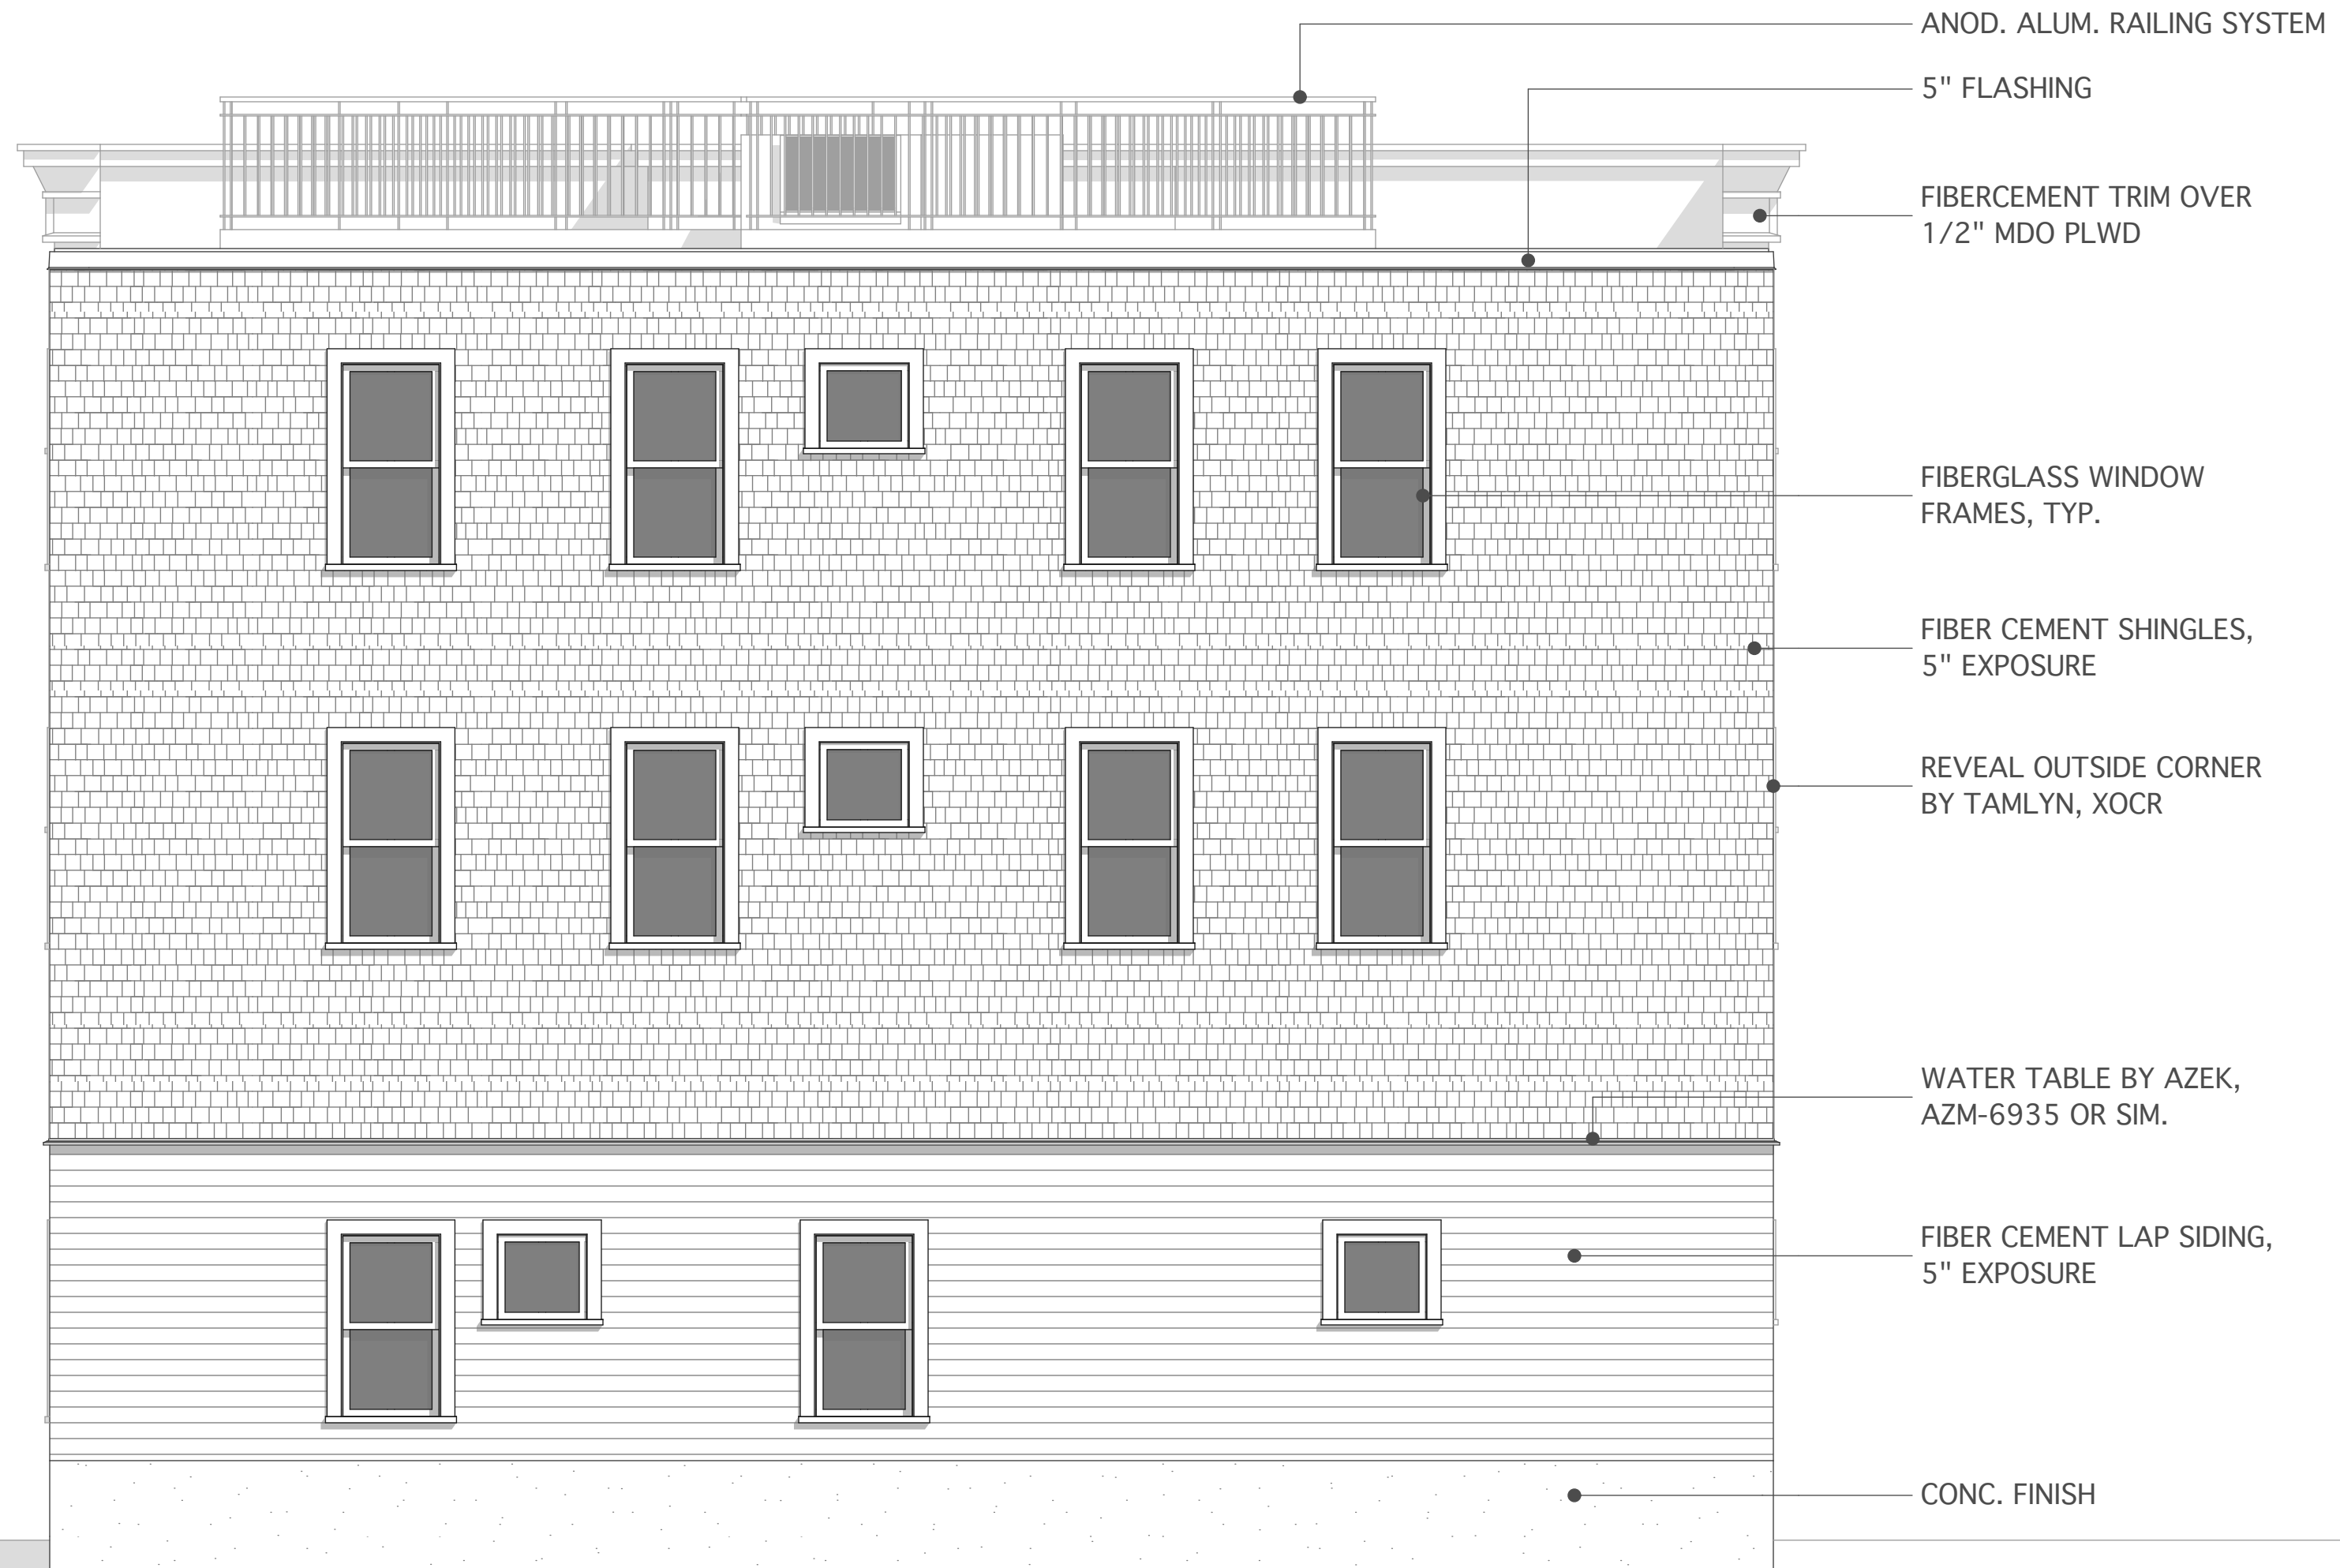 ANOD. ALUM. RAILING SYSTEM
5" FLASHING
FIBERCEMENT TRIM OVER
1/2" MDO PLWD
FIBERGLASS WINDOW
FRAMES, TYP.
FIBER CEMENT SHINGLES,
5" EXPOSURE
REVEAL OUTSIDE CORNER
BY TAMLYN, XOCR
WATER TABLE BY AZEK,
AZM-6935 OR SIM.
FIBER CEMENT LAP SIDING,
5" EXPOSURE
CONC. FINISH